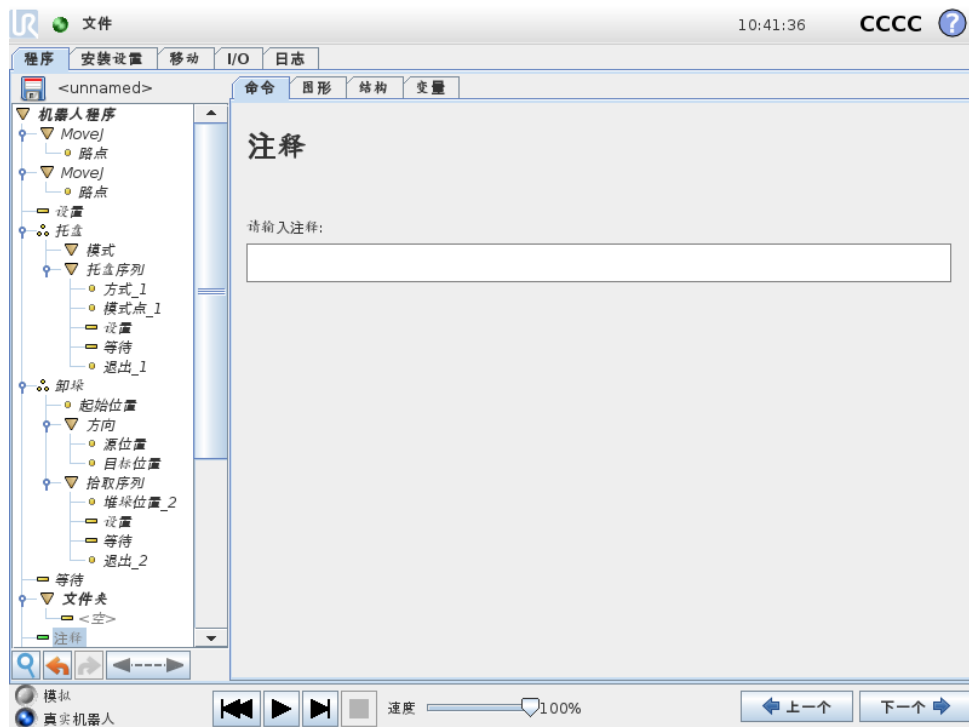 UR 文件 10:41:36 CCCC ?
程序 安装设置 移动 I/O 日志
<unnamed>
命令 图形 结构 变量
机器人程序
MoveJ
路点
MoveJ
路点
设置
托盘
模式
托盘序列
方式_1
模式点_1
设置
等待
退出_1
卸垛
起始位置
方向
源位置
目标位置
拾取序列
堆垛位置_2
设置
等待
退出_2
等待
文件夹
<空>
注释
注释
请输入注释:
模拟
真实机器人
速度 100%
上一个 下一个